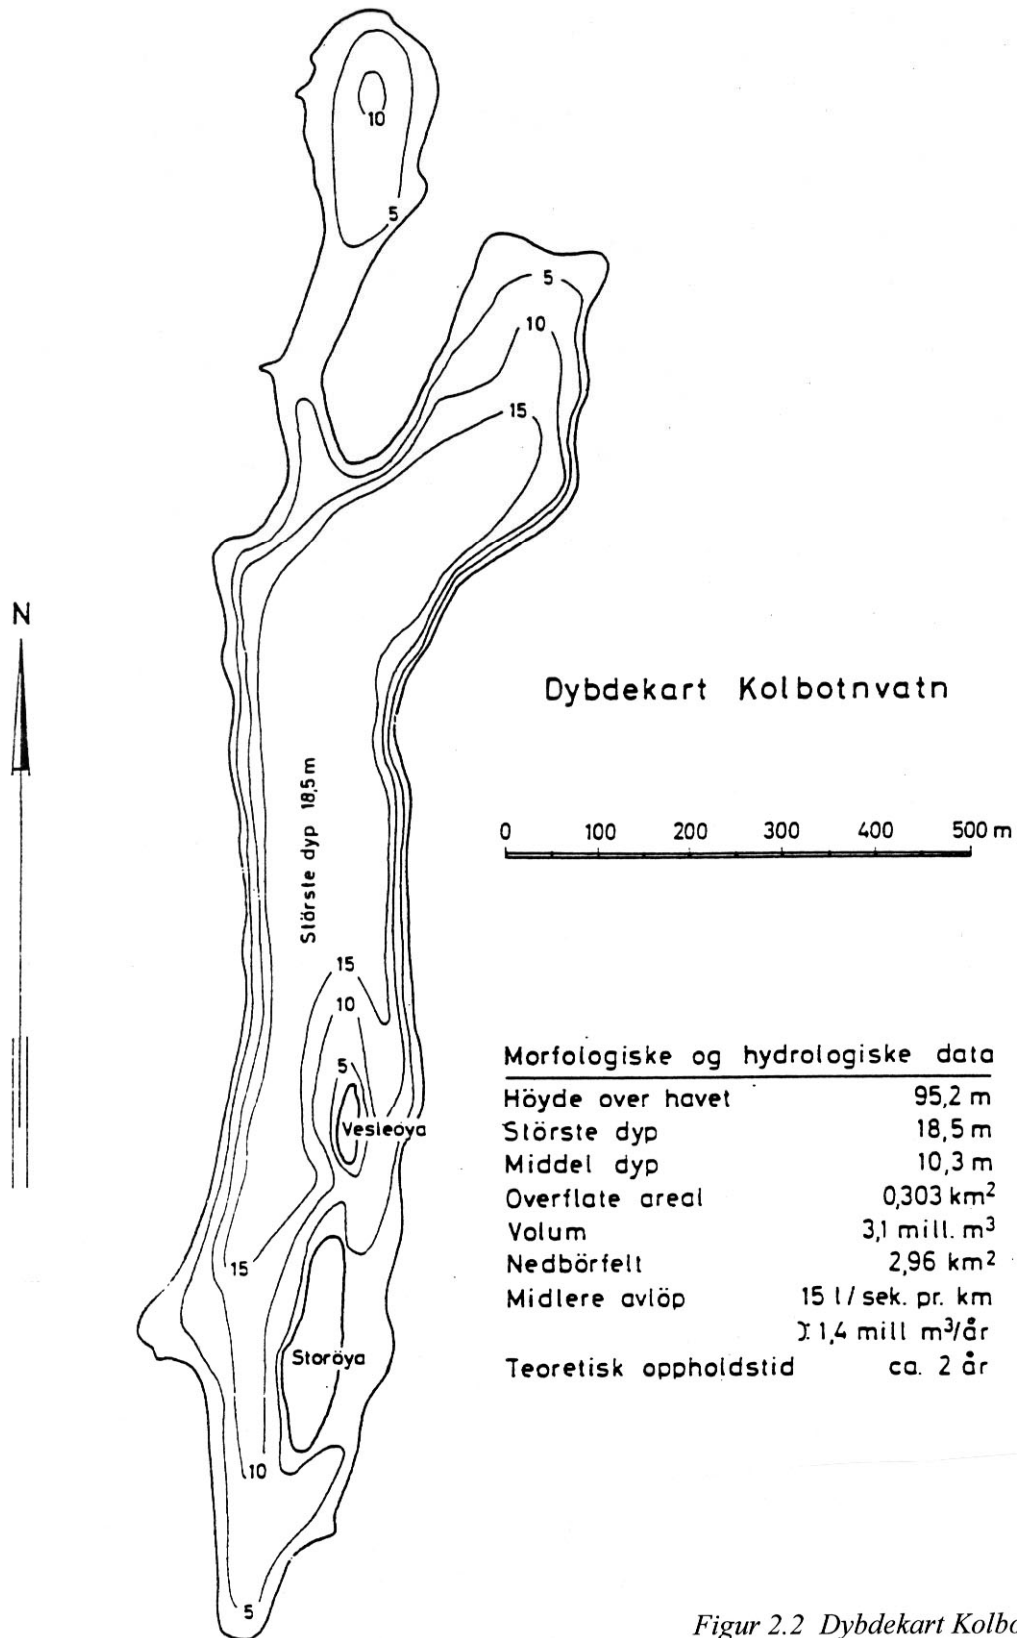 10
5
5
10
15
N
Dybdekart Kolbotnvatn
Största dyp 18,5 m
0 100 200 300 400 500 m
15
10
5
Vesleöya
Morfologiske og hydrologiske data
Höyde over havet 95,2 m
Större dyp 18,5 m
Middel dyp 10,3 m
Overflate areal 0,303 km²
Volum 3,1 mill. m³
Nedbörfelt 2,96 km²
Midlere avlöp 15 l/sek. pr. km
1,4 mill m³/år
Teoretisk oppholdstid ca. 2 år
15
Storöya
10
5
Figur 2.2 Dybdekart Kolbo